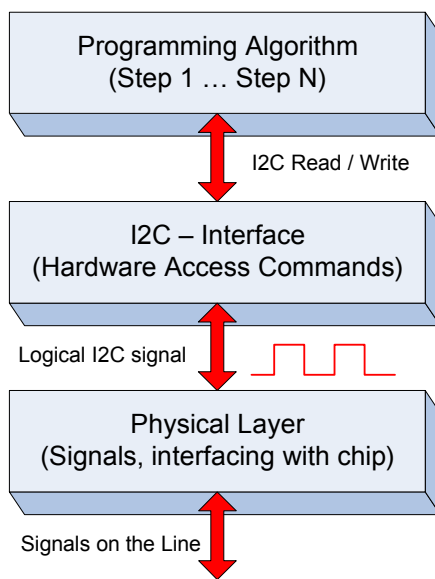 Programming Algorithm
(Step 1 … Step N)
I2C Read / Write
I2C – Interface
(Hardware Access Commands)
Logical I2C signal
Physical Layer
(Signals, interfacing with chip)
Signals on the Line